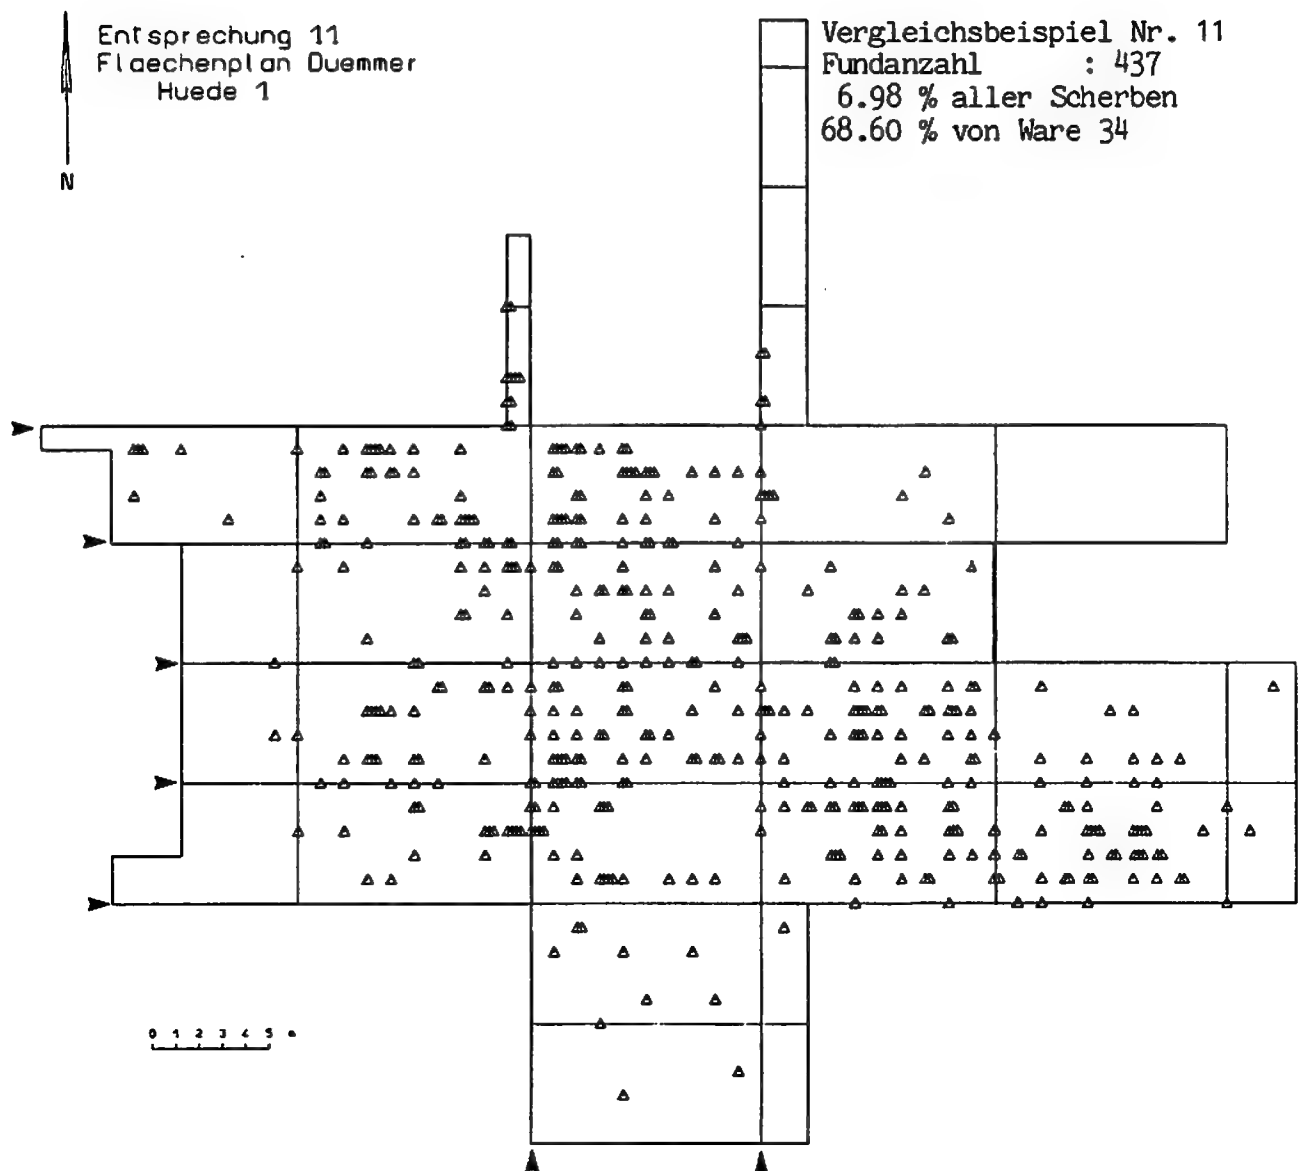 Entsprechung 11
Flaechenplan Duemmer
Huede 1
N
Vergleichsbeispiel Nr. 11
Fundanzahl : 437
6.98 % aller Scherben
68.60 % von Ware 34
0 1 2 3 4 5 m